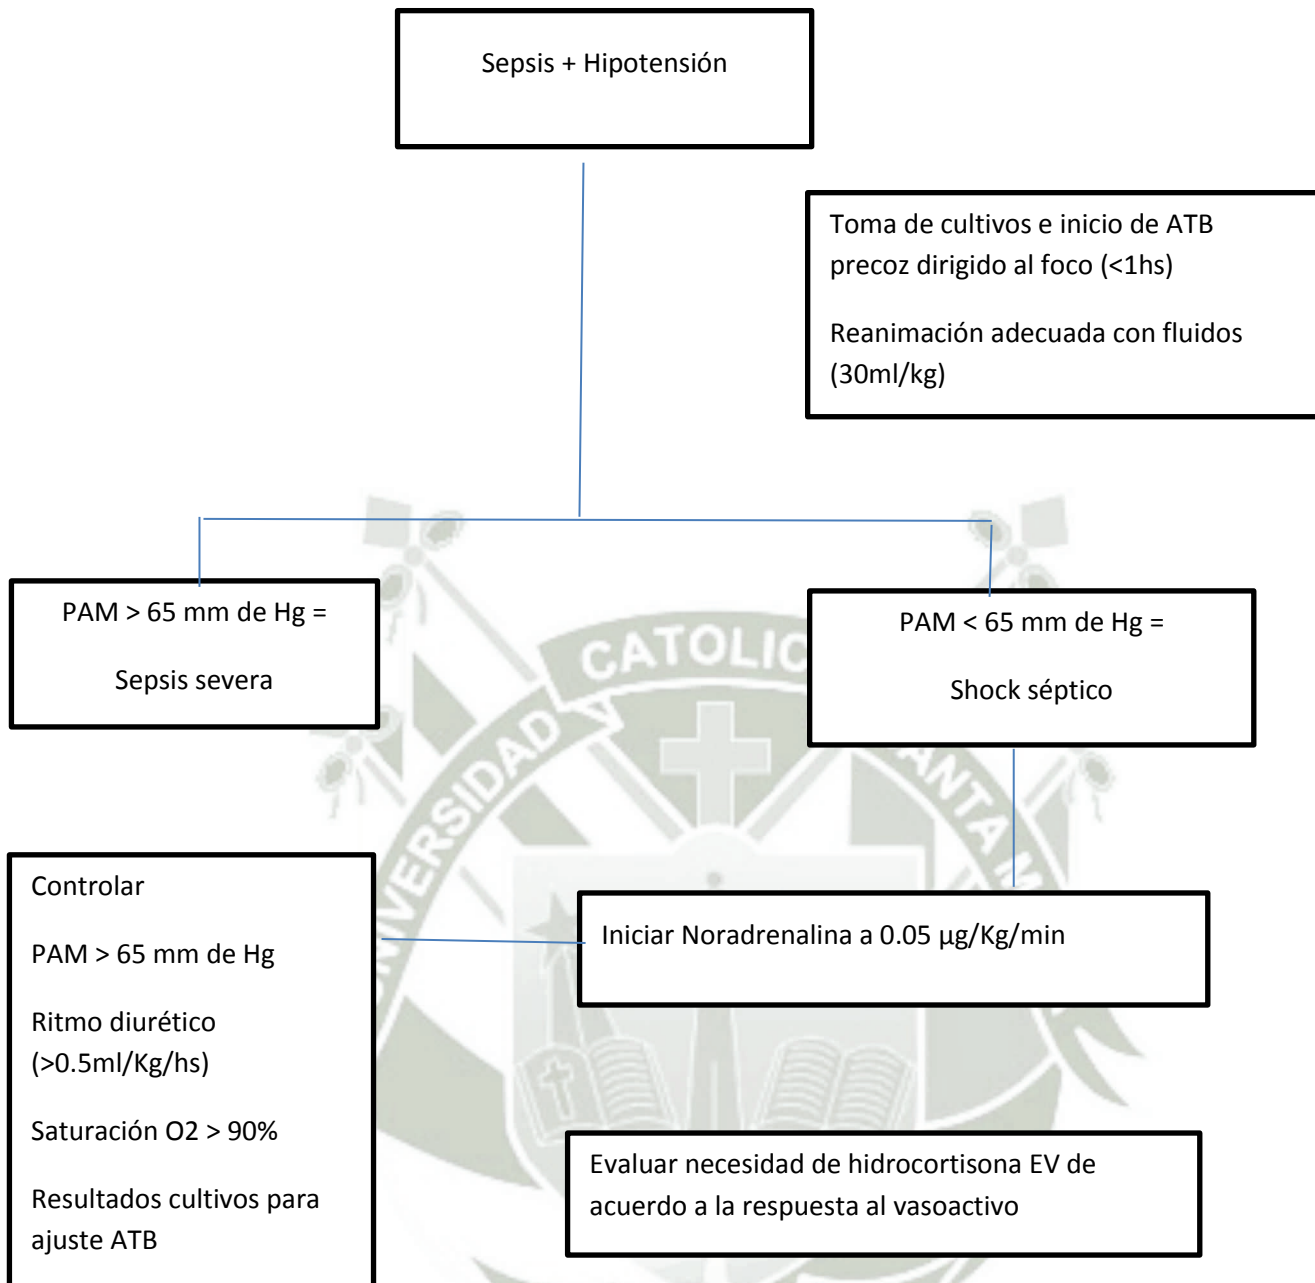 Sepsis + Hipotensión
Toma de cultivos e inicio de ATB
precoz dirigido al foco (<1hs)
Reanimación adecuada con fluidos
(30ml/kg)
PAM > 65 mm de Hg =
Sepsis severa
PAM < 65 mm de Hg =
Shock séptico
Controlar
PAM > 65 mm de Hg
Ritmo diurético
(>0.5ml/Kg/hs)
Saturación O2 > 90%
Resultados cultivos para
ajuste ATB
Iniciar Noradrenalina a 0.05 µg/Kg/min
Evaluar necesidad de hidrocortisona EV de
acuerdo a la respuesta al vasoactivo
UNIVERSIDAD CATOLIC
ANTA M